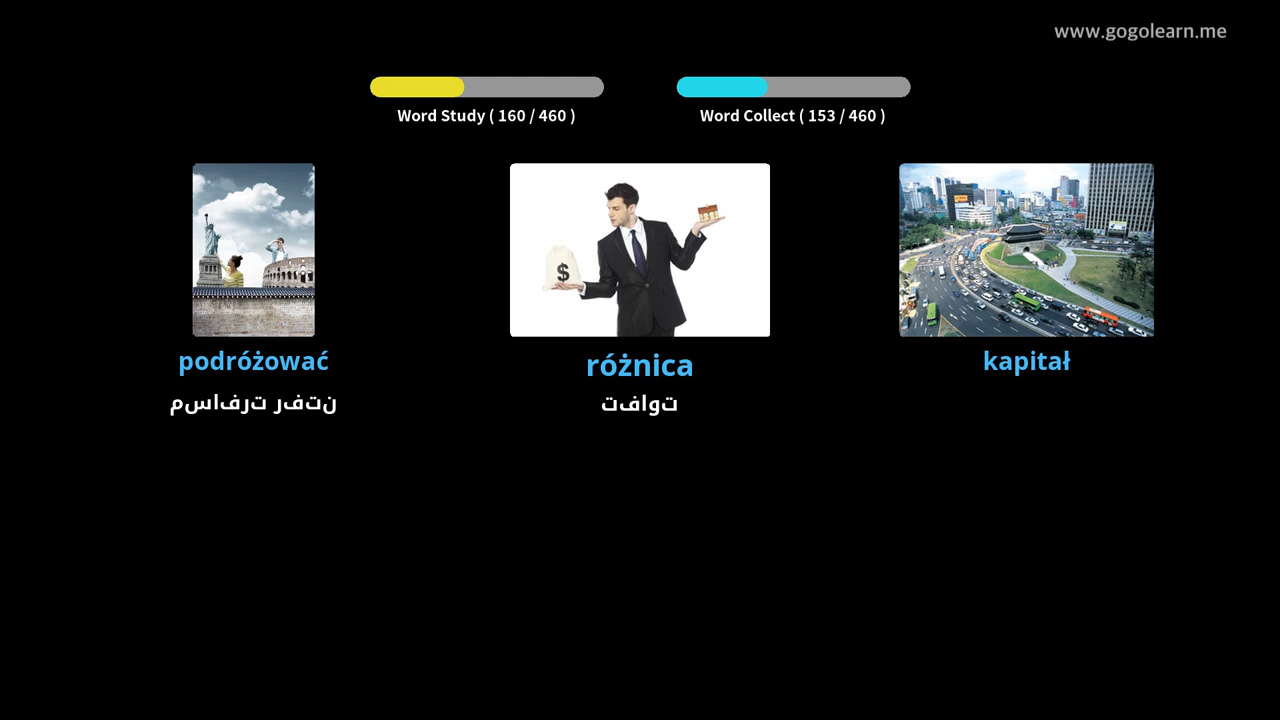 www.gogolearn.me
Word Study ( 160 / 460 )
Word Collect ( 153 / 460 )
podróżować
różnica
kapitał
مسافرت رفتن
تفاوت